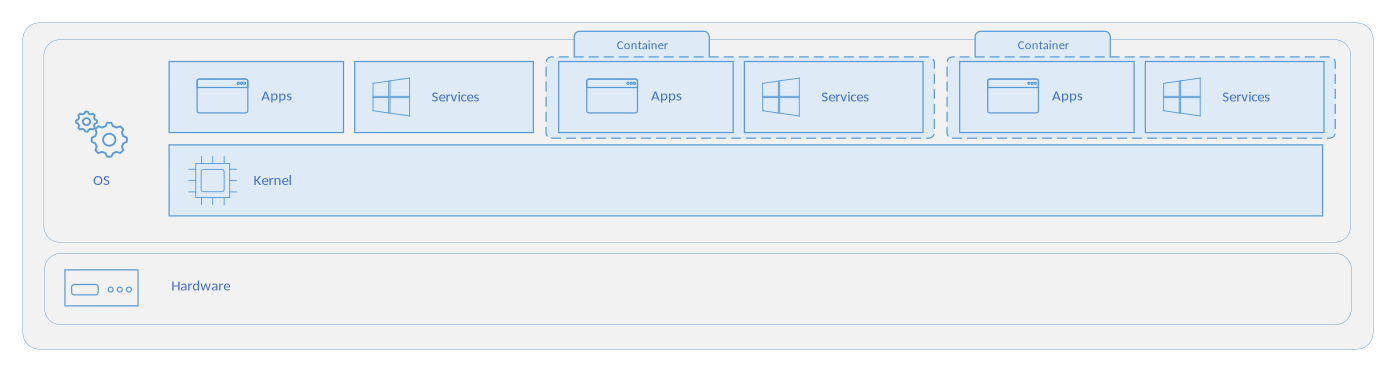 Container
Container
Apps
Services
Apps
Services
Apps
Services
OS
Kernel
Hardware